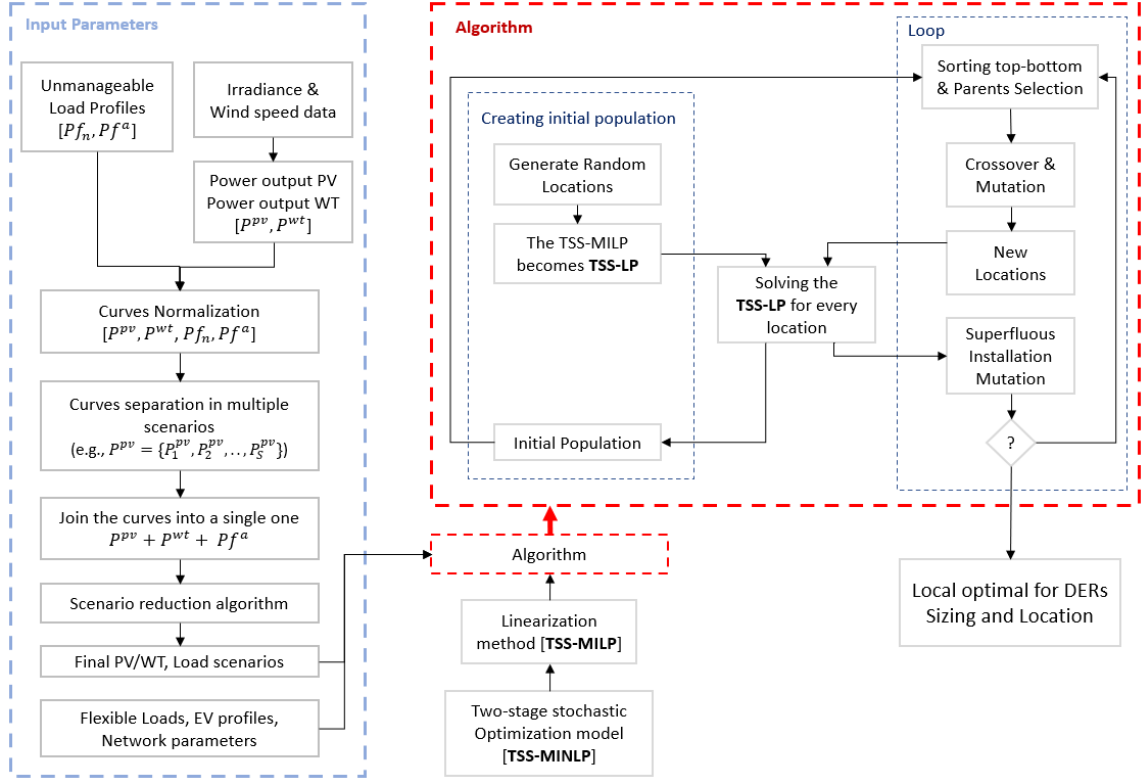 Input Parameters
Unmanageable
Load Profiles
[Pf_n, Pf^a]
Irradiance &
Wind speed data
Power output PV
Power output WT
[P^pv, P^wt]
Curves Normalization
[P^pv, P^wt, Pf_n, Pf^a]
Curves separation in multiple
scenarios
(e.g., P^pv = {P_1^pv, P_2^pv, . . , P_S^pv})
Join the curves into a single one
P^pv + P^wt + Pf^a
Scenario reduction algorithm
Final PV/WT, Load scenarios
Flexible Loads, EV profiles,
Network parameters
Algorithm
Creating initial population
Generate Random
Locations
The TSS-MILP
becomes TSS-LP
Initial Population
Solving the
TSS-LP for every
location
Loop
Sorting top-bottom
& Parents Selection
Crossover &
Mutation
New
Locations
Superfluous
Installation
Mutation
?
Algorithm
Linearization
method [TSS-MILP]
Two-stage stochastic
Optimization model
[TSS-MINLP]
Local optimal for DERs
Sizing and Location